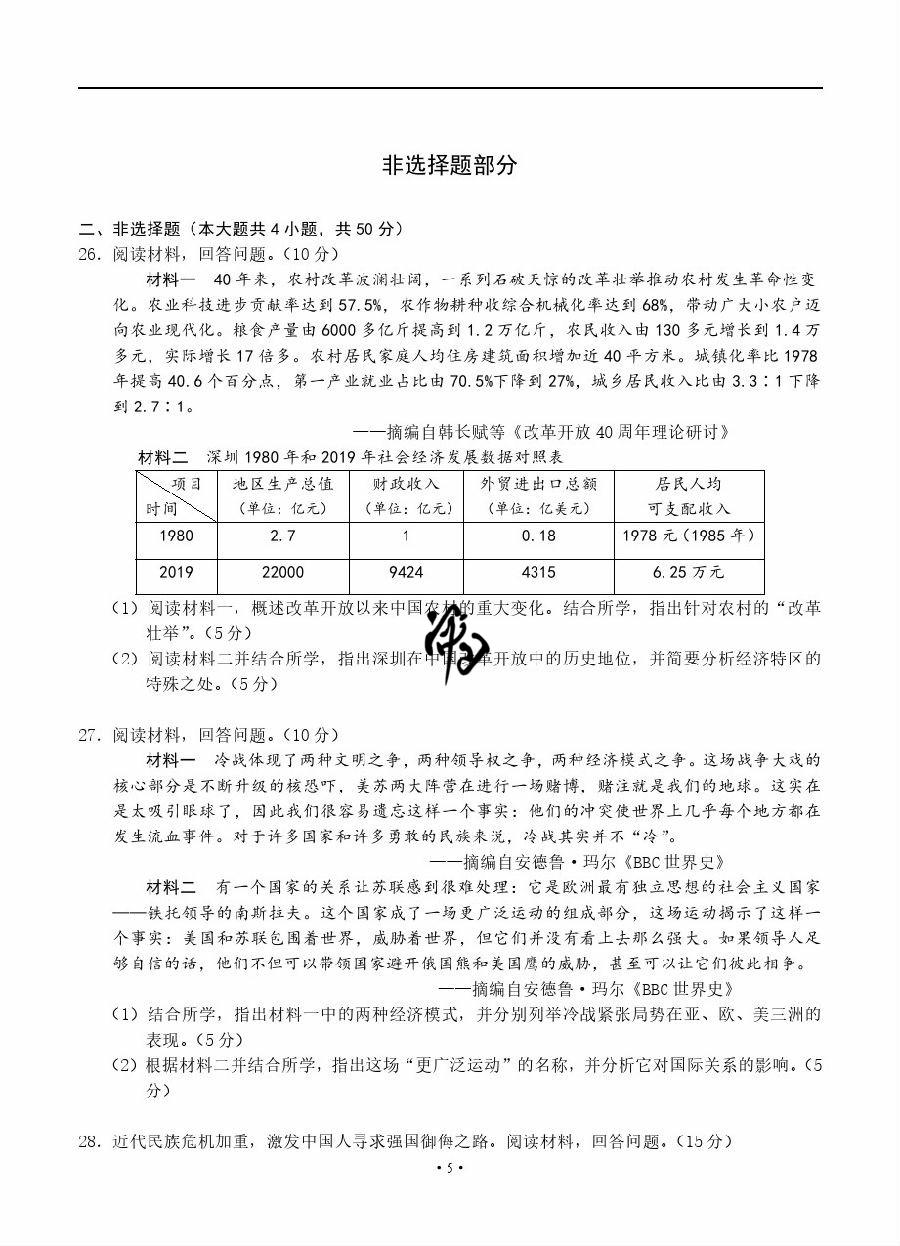 非选择题部分
二、非选择题（本大题共 4 小题，共 50 分）
26．阅读材料，回答问题。（10 分）
材料一　40 年来，农村改革波澜壮阔，一系列石破天惊的改革壮举推动农村发生革命性变
化。农业科技进步贡献率达到 57.5%，农作物耕种收综合机械化率达到 68%，带动广大小农户迈
向农业现代化。粮食产量由 6000 多亿斤提高到 1.2 万亿斤，农民收入由 130 多元增长到 1.4 万
多元，实际增长 17 倍多。农村居民家庭人均住房建筑面积增加近 40 平方米。城镇化率比 1978
年提高 40.6 个百分点，第一产业就业占比由 70.5%下降到 27%，城乡居民收入比由 3.3∶1 下降
到 2.7∶1。
——摘编自韩长赋等《改革开放 40 周年理论研讨》
材料二　深圳 1980 年和 2019 年社会经济发展数据对照表
项目　地区生产总值　财政收入　外贸进出口总额　居民人均
时间　（单位：亿元）　（单位：亿元）　（单位：亿美元）　可支配收入
1980　2.7　1　0.18　1978 元（1985 年）
2019　22000　9424　4315　6.25 万元
（1）阅读材料一，概述改革开放以来中国农村的重大变化。结合所学，指出针对农村的“改革
壮举”。（5 分）
（2）阅读材料二并结合所学，指出深圳在中国改革开放中的历史地位，并简要分析经济特区的
特殊之处。（5 分）
27．阅读材料，回答问题。（10 分）
材料一　冷战体现了两种文明之争，两种领导权之争，两种经济模式之争。这场战争大戏的
核心部分是不断升级的核恐吓，美苏两大阵营在进行一场赌博，赌注就是我们的地球。这实在
是太吸引眼球了，因此我们很容易遗忘这样一个事实：他们的冲突使世界上几乎每个地方都在
发生流血事件。对于许多国家和许多勇敢的民族来说，冷战其实并不“冷”。
——摘编自安德鲁·玛尔《BBC 世界史》
材料二　有一个国家的关系让苏联感到很难处理：它是欧洲最有独立思想的社会主义国家
——铁托领导的南斯拉夫。这个国家成了一场更广泛运动的组成部分，这场运动揭示了这样一
个事实：美国和苏联包围着世界，威胁着世界，但它们并没有看上去那么强大。如果领导人足
够自信的话，他们不但可以带领国家避开俄国熊和美国鹰的威胁，甚至可以让它们彼此相争。
——摘编自安德鲁·玛尔《BBC 世界史》
（1）结合所学，指出材料一中的两种经济模式，并分别列举冷战紧张局势在亚、欧、美三洲的
表现。（5 分）
（2）根据材料二并结合所学，指出这场“更广泛运动”的名称，并分析它对国际关系的影响。（5
分）
28．近代民族危机加重，激发中国人寻求强国御侮之路。阅读材料，回答问题。（15 分）
·5·